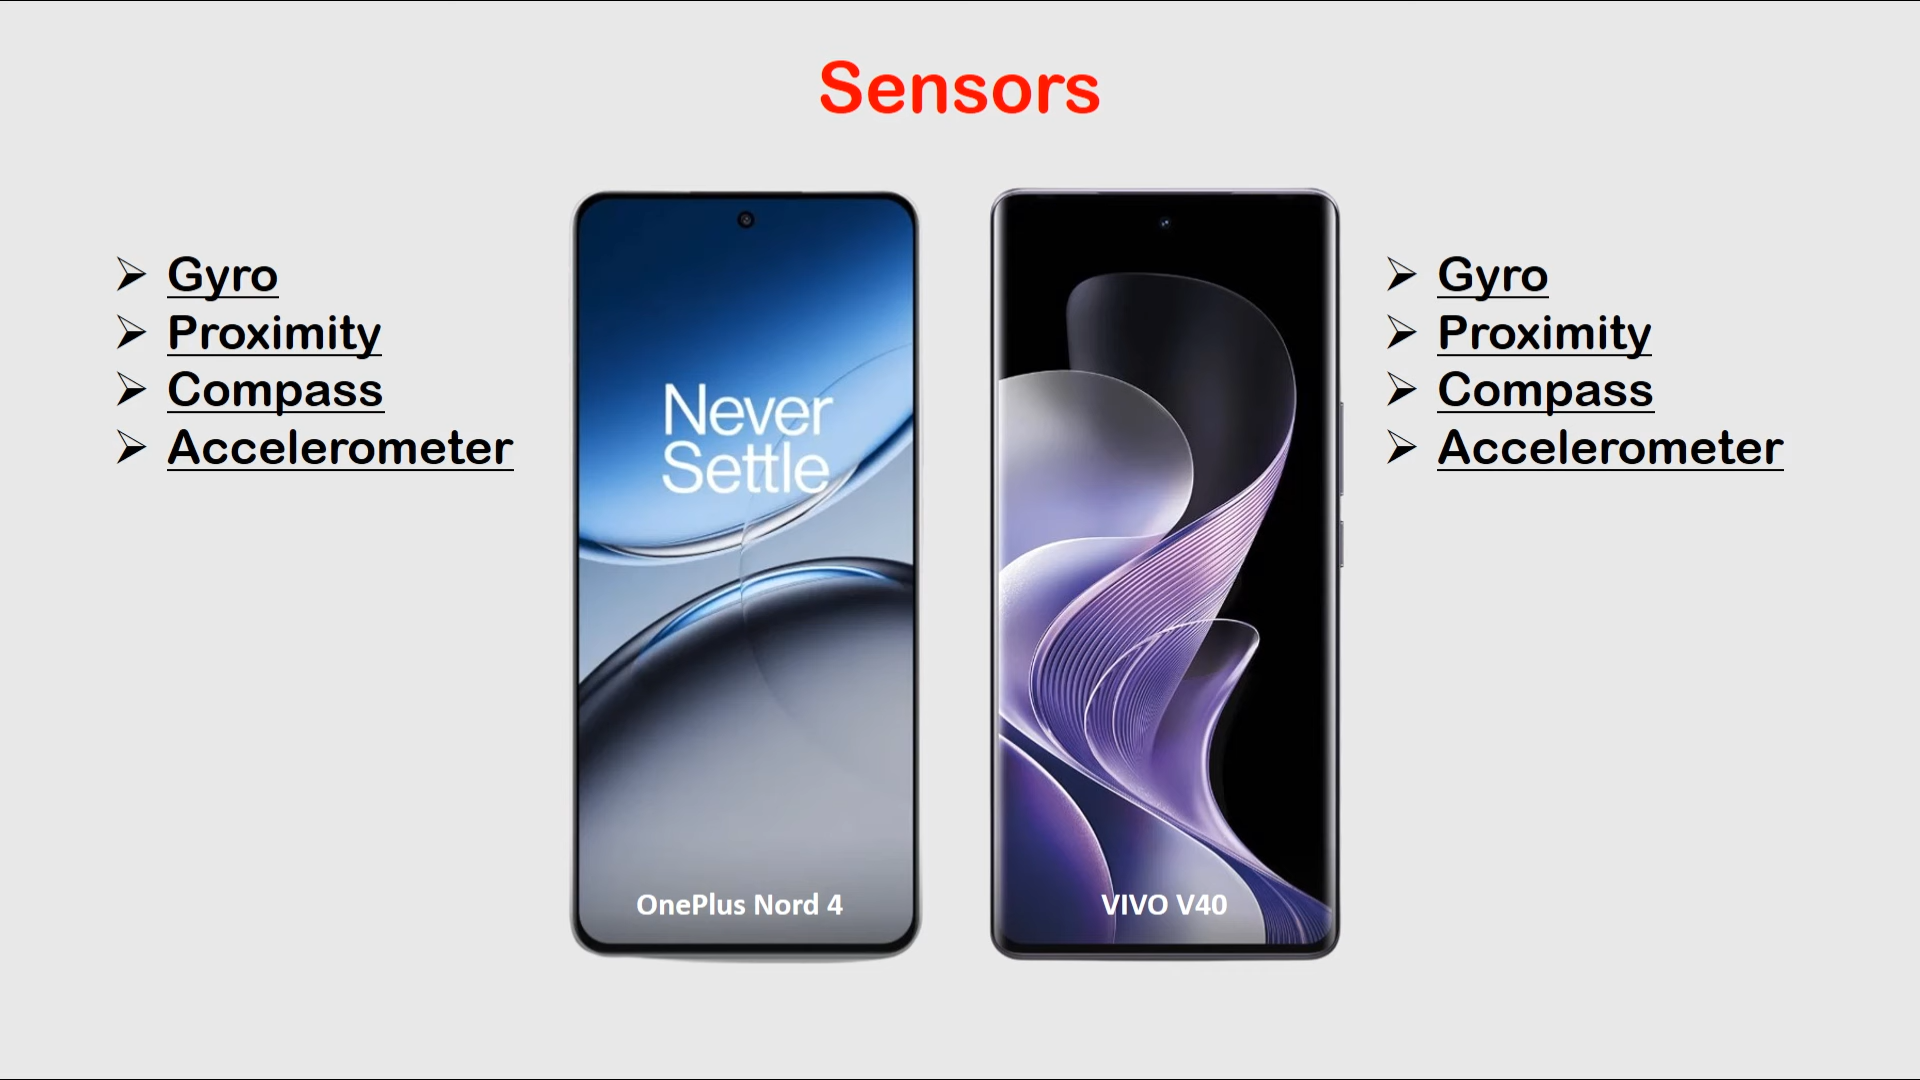 Sensors
➢ Gyro
➢ Proximity
➢ Compass
➢ Accelerometer
Never
Settle
OnePlus Nord 4
VIVO V40
➢ Gyro
➢ Proximity
➢ Compass
➢ Accelerometer